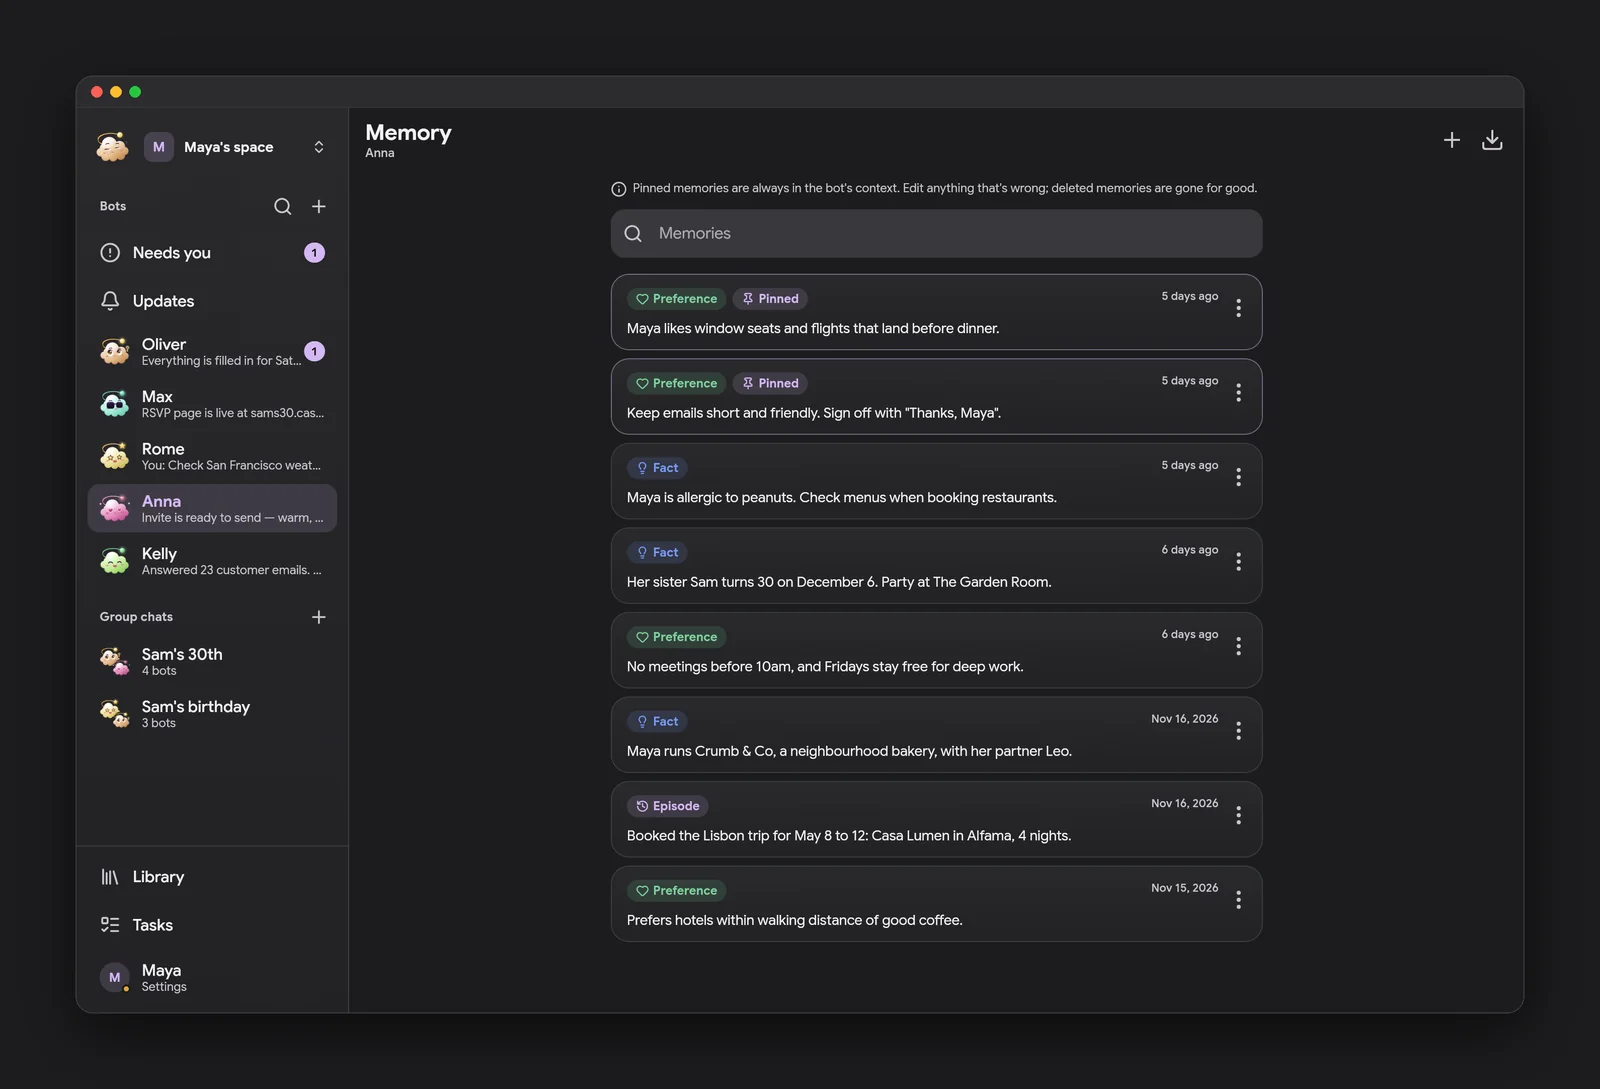 M
Maya's space
Bots
Needs you
1
Updates
Oliver
Everything is filled in for Sat...
1
Max
RSVP page is live at sams30.cas...
Rome
You: Check San Francisco weat...
Anna
Invite is ready to send — warm, ...
Kelly
Answered 23 customer emails. ...
Group chats
Sam's 30th
4 bots
Sam's birthday
3 bots
Library
Tasks
M
Maya
Settings
Memory
Anna
Pinned memories are always in the bot's context. Edit anything that's wrong; deleted memories are gone for good.
Memories
Preference
Pinned
5 days ago
Maya likes window seats and flights that land before dinner.
Preference
Pinned
5 days ago
Keep emails short and friendly. Sign off with "Thanks, Maya".
Fact
5 days ago
Maya is allergic to peanuts. Check menus when booking restaurants.
Fact
6 days ago
Her sister Sam turns 30 on December 6. Party at The Garden Room.
Preference
6 days ago
No meetings before 10am, and Fridays stay free for deep work.
Fact
Nov 16, 2026
Maya runs Crumb & Co, a neighbourhood bakery, with her partner Leo.
Episode
Nov 16, 2026
Booked the Lisbon trip for May 8 to 12: Casa Lumen in Alfama, 4 nights.
Preference
Nov 15, 2026
Prefers hotels within walking distance of good coffee.